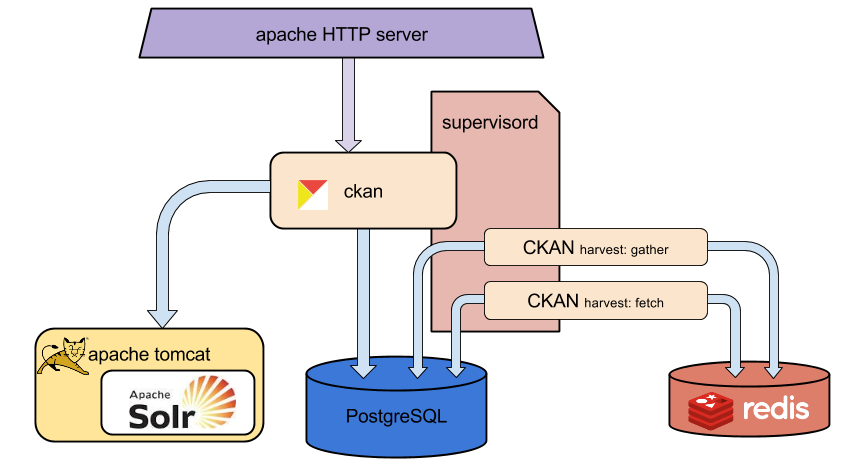 apache HTTP server
supervisord
ckan
CKAN harvest: gather
CKAN harvest: fetch
apache tomcat
Apache
Solr
PostgreSQL
redis